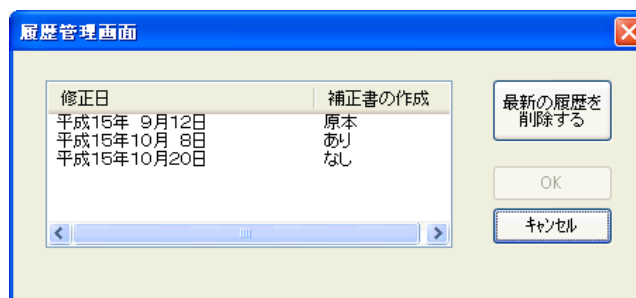 履歴管理画面
修正日 補正書の作成
平成15年 9月12日 原本
平成15年10月 8日 あり
平成15年10月20日 なし
最新の履歴を
削除する
OK
キャンセル